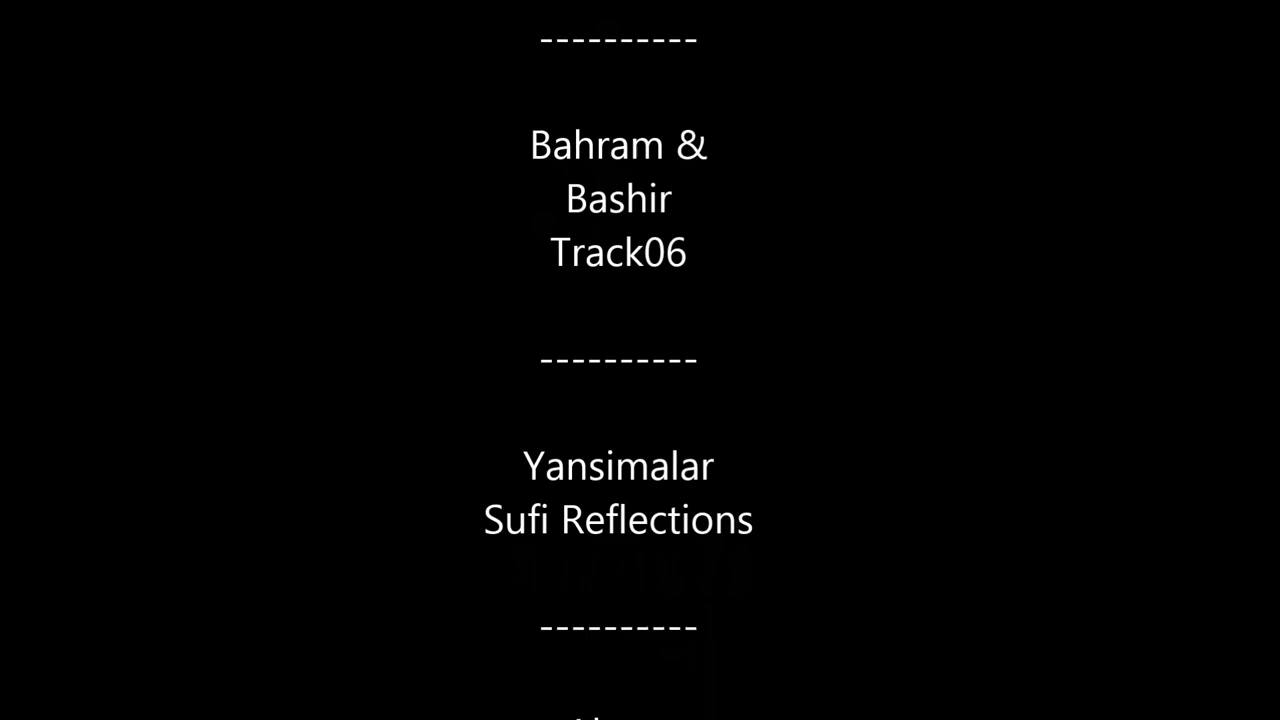 ----------
Bahram &
Bashir
Track06
----------
Yansimalar
Sufi Reflections
----------